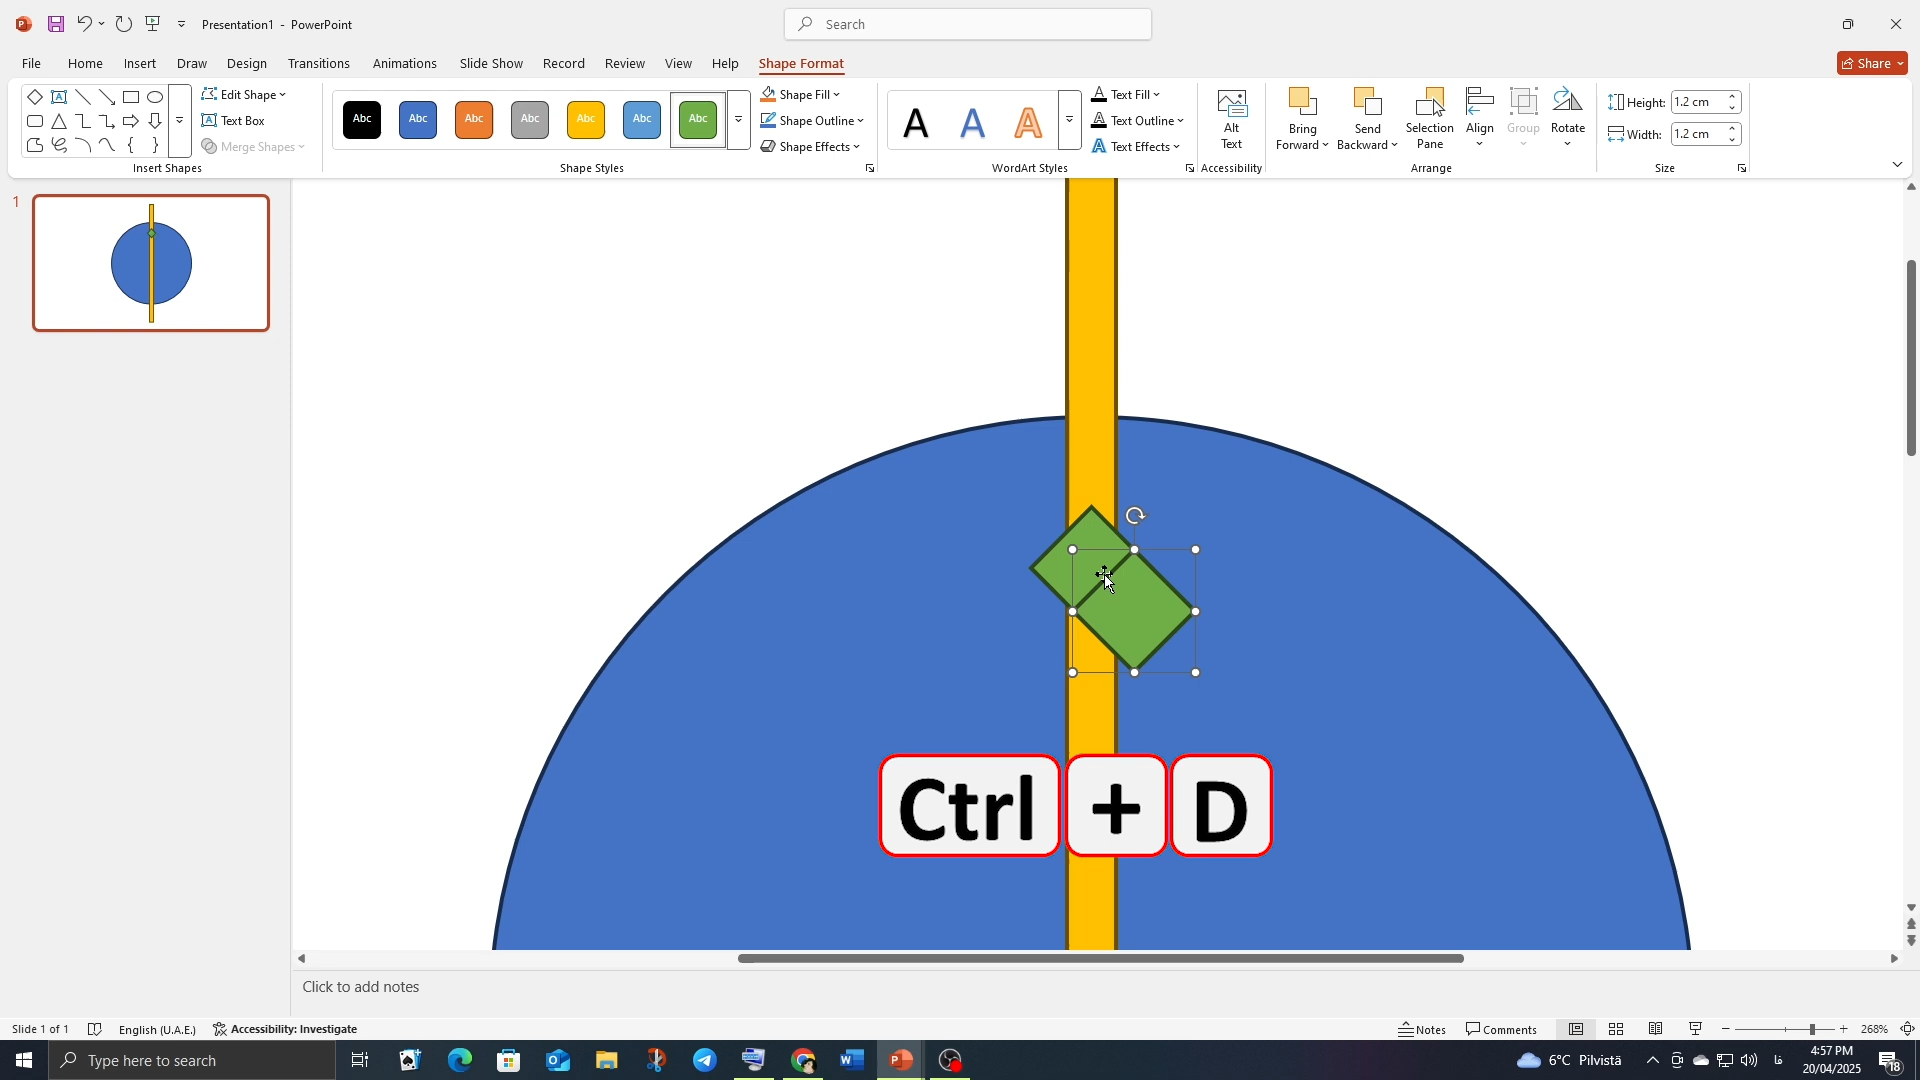 Presentation1 - PowerPoint
Search
File Home Insert Draw Design Transitions Animations Slide Show Record Review View Help Shape Format
Share
Edit Shape
Text Box
Merge Shapes
Insert Shapes
Abc Abc Abc Abc Abc Abc Abc
Shape Fill
Shape Outline
Shape Effects
Shape Styles
A A A
Text Fill
Text Outline
Text Effects
WordArt Styles
Alt Text
Accessibility
Bring Forward
Send Backward
Selection Pane
Align
Group
Rotate
Arrange
Height: 1.2 cm
Width: 1.2 cm
Size
1
Ctrl + D
Click to add notes
Slide 1 of 1
English (U.A.E.)
Accessibility: Investigate
Notes
Comments
268%
Type here to search
6°C Pilvistä
فا
4:57 PM
20/04/2025
18